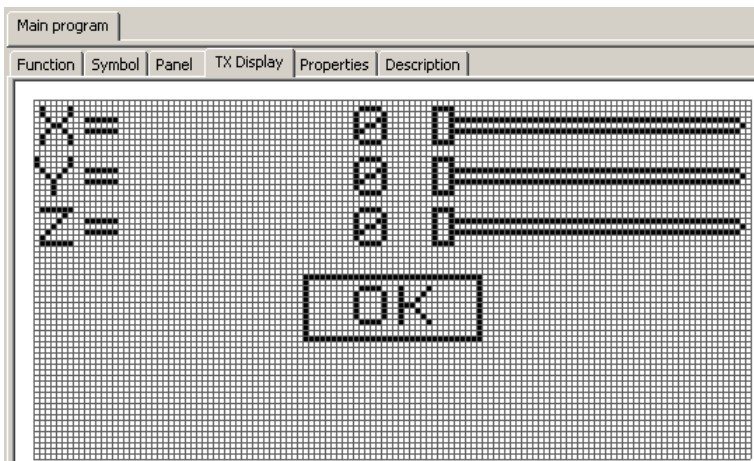 Main program
Function Symbol Panel TX Display Properties Description
X= 0
Y= 0
Z= 0
OK